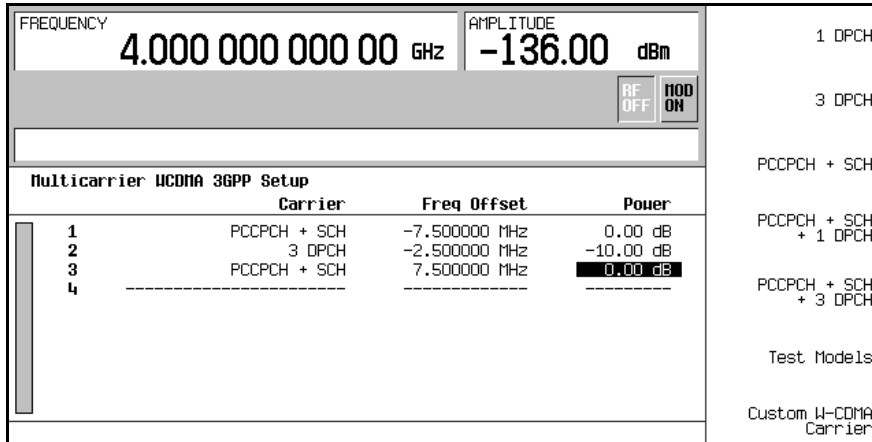 FREQUENCY
4.000 000 000 00 GHz
AMPLITUDE
-136.00 dBm
RF OFF
MOD ON
Multicarrier WCDMA 3GPP Setup
Carrier Freq Offset Power
1 PCCPCH + SCH -7.500000 MHz 0.00 dB
2 3 DPCH -2.500000 MHz -10.00 dB
3 PCCPCH + SCH 7.500000 MHz 0.00 dB
4 ----------------------- ------------- ---------
1 DPCH
3 DPCH
PCCPCH + SCH
PCCPCH + SCH
+ 1 DPCH
PCCPCH + SCH
+ 3 DPCH
Test Models
Custom W-CDMA
Carrier